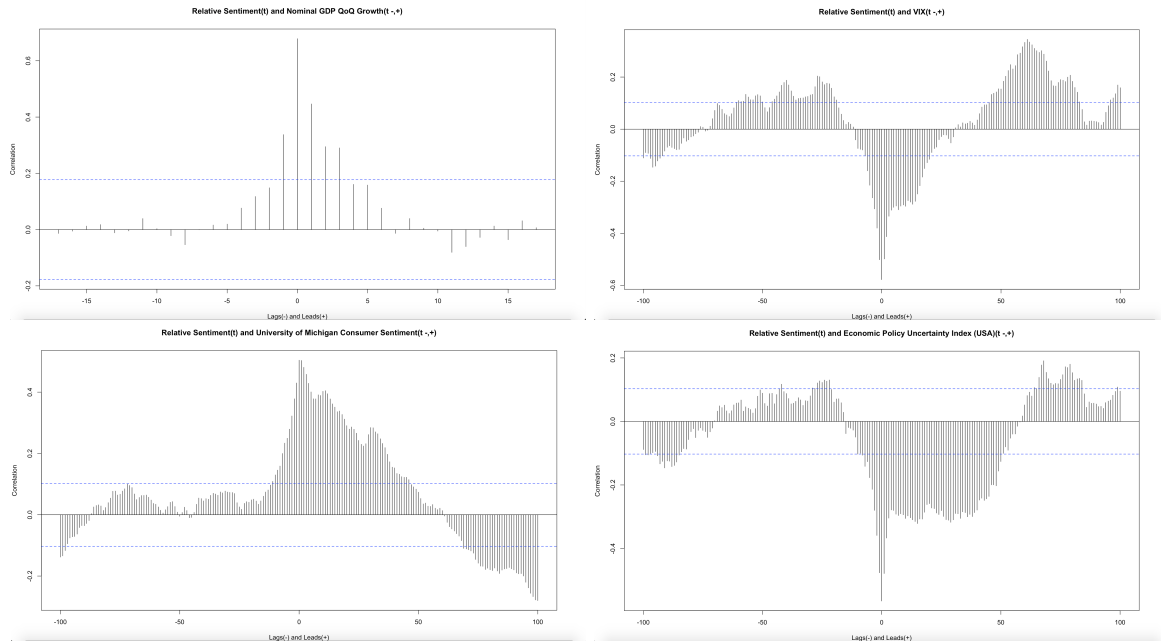 Relative Sentiment(t) and Nominal GDP QoQ Growth(t -,+)
Correlation
0.6
0.4
0.2
0.0
-0.2
-15 -10 -5 0 5 10 15
Lags(-) and Leads(+)
Relative Sentiment(t) and VIX(t -,+)
Correlation
0.2
0.0
-0.2
-0.4
-0.6
-100 -50 0 50 100
Lags(-) and Leads(+)
Relative Sentiment(t) and University of Michigan Consumer Sentiment(t -,+)
Correlation
0.4
0.2
0.0
-0.2
-100 -50 0 50 100
Lags(-) and Leads(+)
Relative Sentiment(t) and Economic Policy Uncertainty Index (USA)(t -,+)
Correlation
0.2
0.0
-0.2
-0.4
-100 -50 0 50 100
Lags(-) and Leads(+)